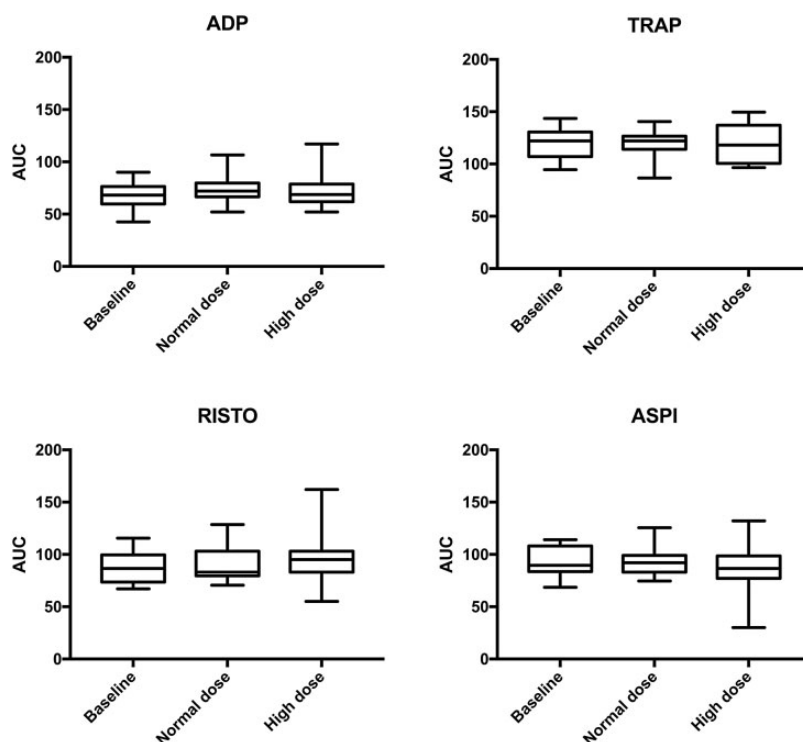 ADP
200
150
100
50
0
AUC
Baseline
Normal dose
High dose
TRAP
200
150
100
50
0
AUC
Baseline
Normal dose
High dose
RISTO
200
150
100
50
0
AUC
Baseline
Normal dose
High dose
ASPI
200
150
100
50
0
AUC
Baseline
Normal dose
High dose